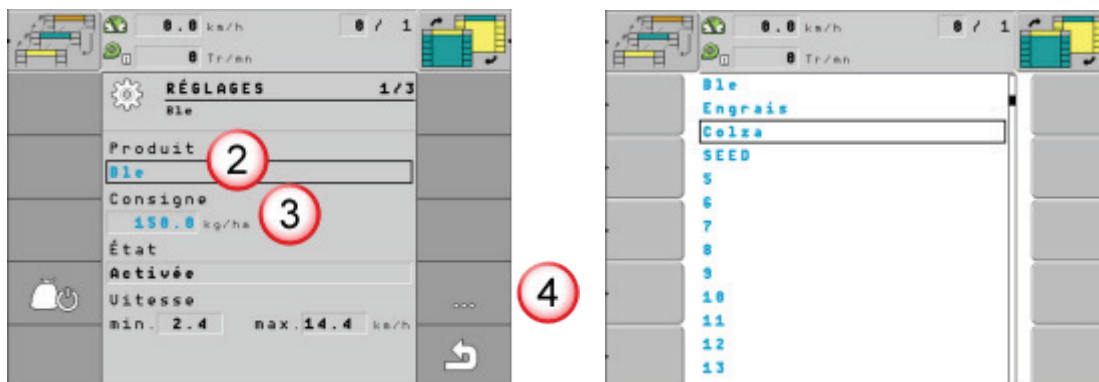 0.0 km/h 0 / 1
0 Tr/mn
RÉGLAGES 1/3
Ble
Produit
2
Ble
Consigne
3
150.0 kg/ha
État
Activée
Vitesse
min. 2.4 max. 14.4 km/h
...
4
0.0 km/h 0 / 1
0 Tr/mn
Ble
Engrais
Colza
SEED
5
6
7
8
9
10
11
12
13